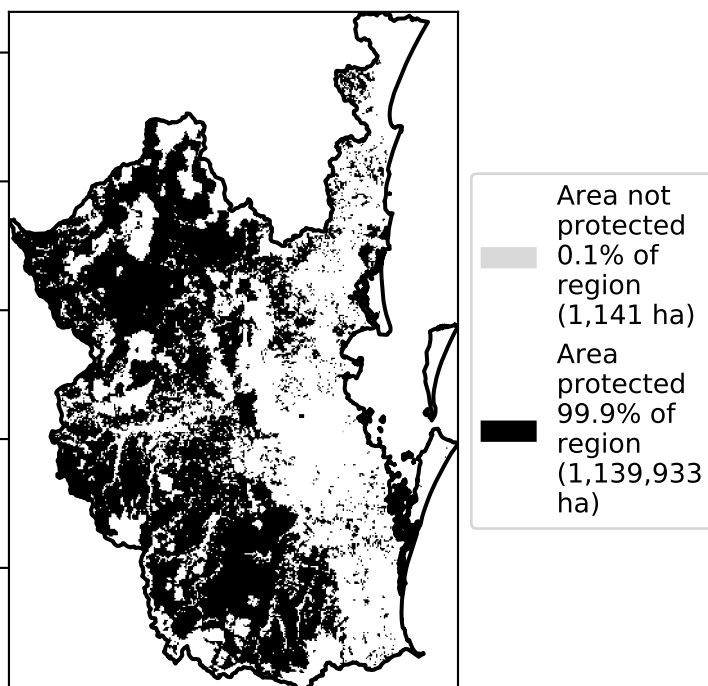 Area not
protected
0.1% of
region
(1,141 ha)
Area
protected
99.9% of
region
(1,139,933
ha)